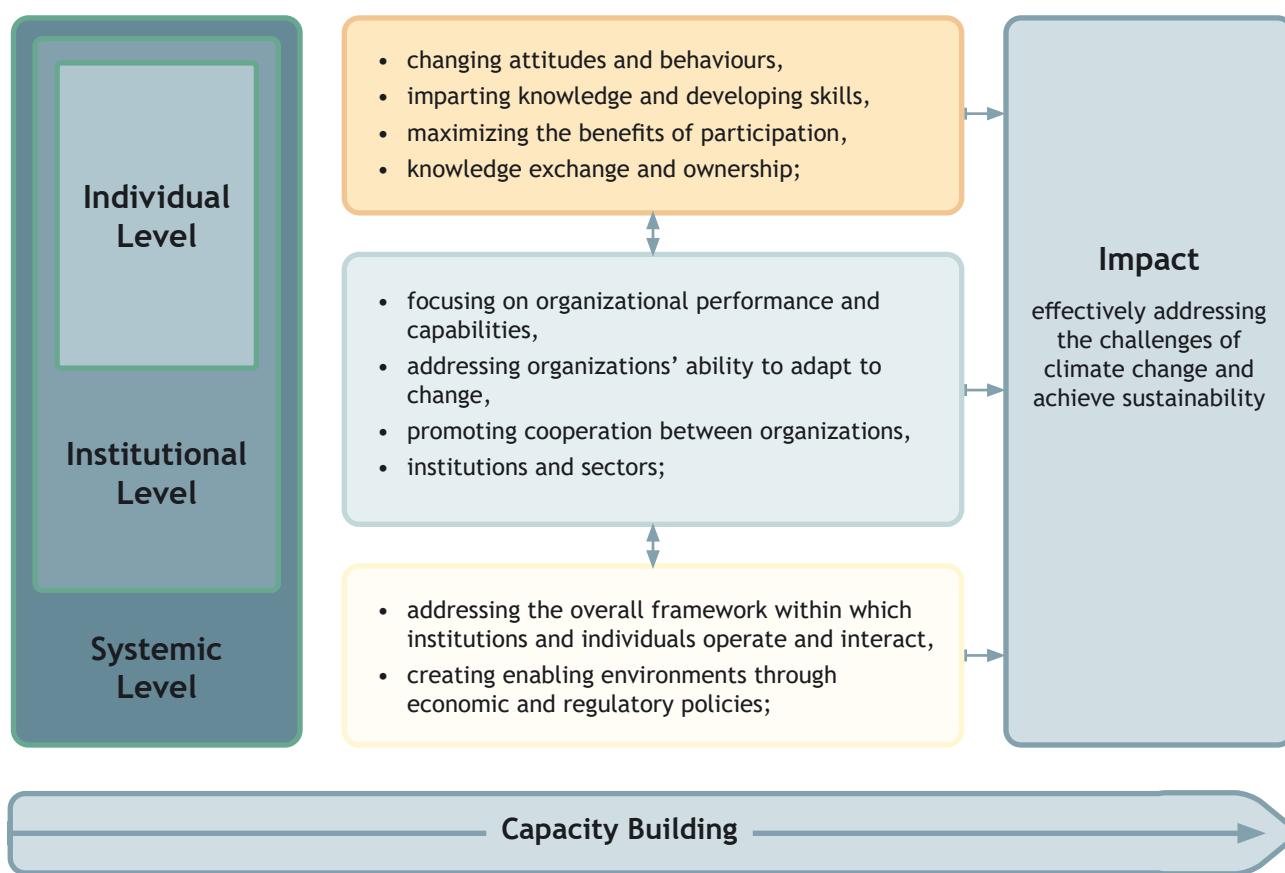 Individual
Level
Institutional
Level
Systemic
Level
• changing attitudes and behaviours,
• imparting knowledge and developing skills,
• maximizing the benefits of participation,
• knowledge exchange and ownership;
• focusing on organizational performance and
capabilities,
• addressing organizations’ ability to adapt to
change,
• promoting cooperation between organizations,
• institutions and sectors;
• addressing the overall framework within which
institutions and individuals operate and interact,
• creating enabling environments through
economic and regulatory policies;
Impact
effectively addressing
the challenges of
climate change and
achieve sustainability
Capacity Building